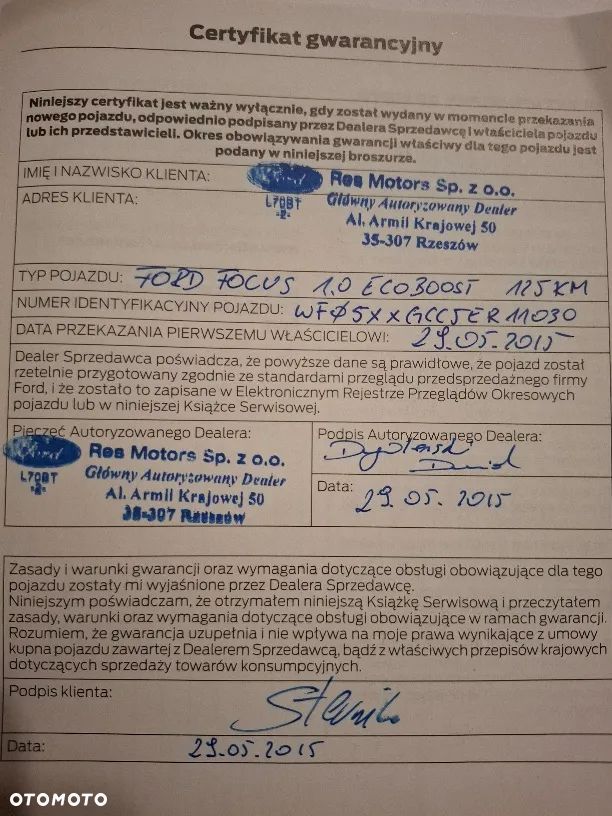 Certyfikat gwarancyjny
Niniejszy certyfikat jest ważny wyłącznie, gdy został wydany w momencie przekazania
nowego pojazdu, odpowiednio podpisany przez Dealera Sprzedawcę i właściciela pojazdu
lub ich przedstawicieli. Okres obowiązywania gwarancji właściwy dla tego pojazdu jest
podany w niniejszej broszurze.
IMIĘ I NAZWISKO KLIENTA:
Ford
Res Motors Sp. z o.o.
ADRES KLIENTA:
L70BT
-2-
Główny Autoryzowany Dealer
Al. Armii Krajowej 50
35-307 Rzeszów
TYP POJAZDU: FORD FOCUS 1.0 ECOBOOST 125KM
NUMER IDENTYFIKACYJNY POJAZDU: WFØ5XXGCC5ER11030
DATA PRZEKAZANIA PIERWSZEMU WŁAŚCICIELOWI: 29.05.2015
Dealer Sprzedawca poświadcza, że powyższe dane są prawidłowe, że pojazd został
rzetelnie przygotowany zgodnie ze standardami przeglądu przedsprzedażnego firmy
Ford, i że zostało to zapisane w Elektronicznym Rejestrze Przeglądów Okresowych
pojazdu lub w niniejszej Książce Serwisowej.
Pieczęć Autoryzowanego Dealera:
Ford
Res Motors Sp. z o.o.
L70BT
-2-
Główny Autoryzowany Dealer
Al. Armii Krajowej 50
35-307 Rzeszów
Podpis Autoryzowanego Dealera:
Data: 29.05.2015
Zasady i warunki gwarancji oraz wymagania dotyczące obsługi obowiązujące dla tego
pojazdu zostały mi wyjaśnione przez Dealera Sprzedawcę.
Niniejszym poświadczam, że otrzymałem niniejszą Książkę Serwisową i przeczytałem
zasady, warunki oraz wymagania dotyczące obsługi obowiązujące w ramach gwarancji.
Rozumiem, że gwarancja uzupełnia i nie wpływa na moje prawa wynikające z umowy
kupna pojazdu zawartej z Dealerem Sprzedawcą, bądź z właściwych przepisów krajowych
dotyczących sprzedaży towarów konsumpcyjnych.
Podpis klienta:
Data: 29.05.2015
OTOMOTO